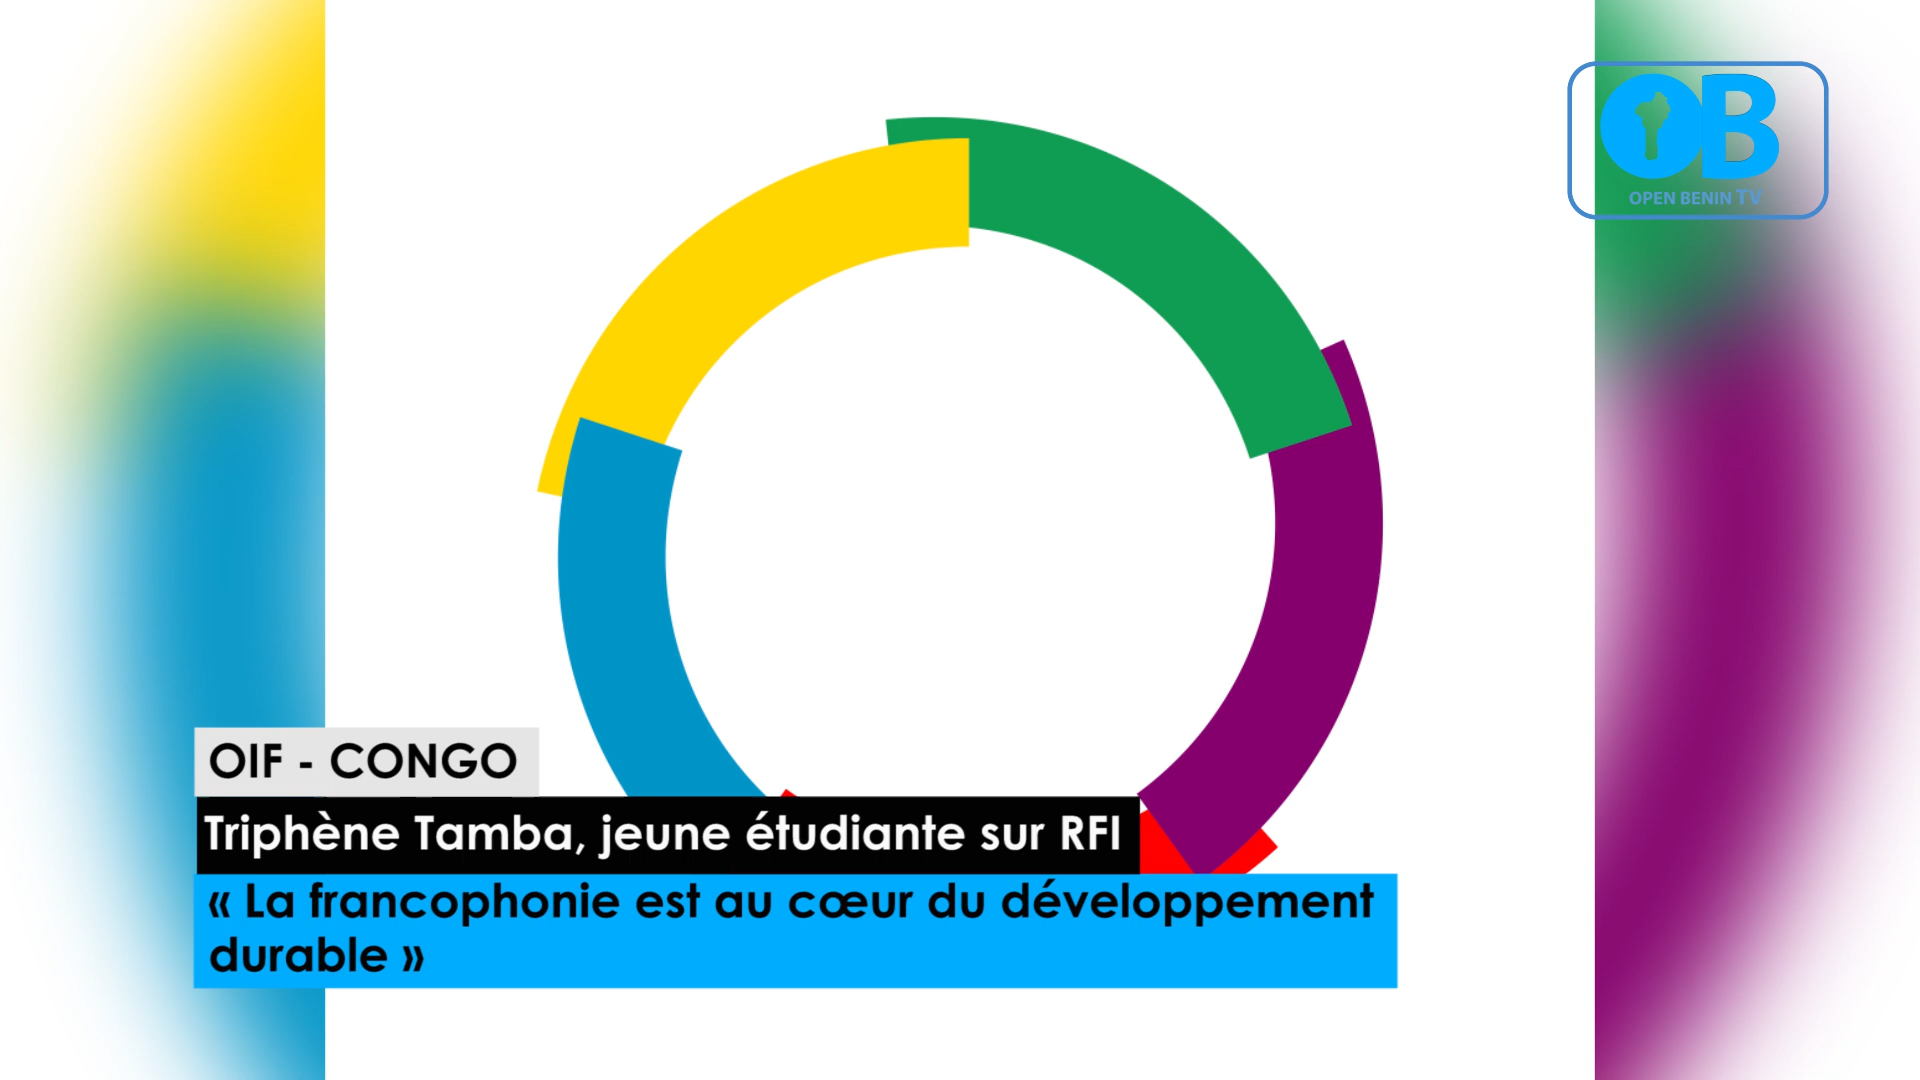 OB
OPEN BENIN TV
OIF - CONGO
Triphène Tamba, jeune étudiante sur RFI
« La francophonie est au cœur du développement
durable »